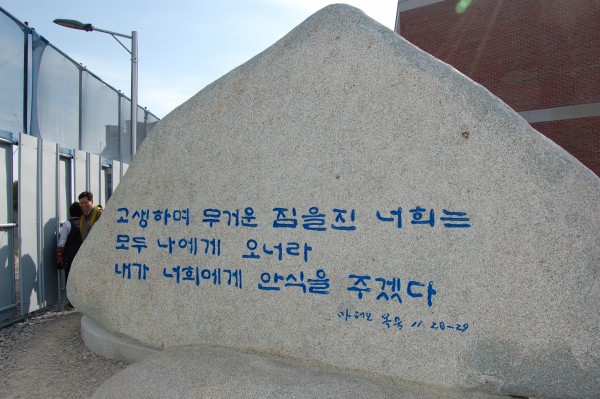 고생하며 무거운 짐을진 너희는
모두 나에게 오너라
내가 너희에게 안식을 주겠다
마태오 복음 11. 28-29